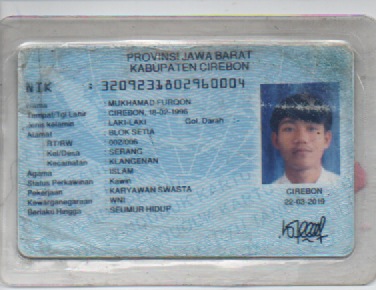 PROVINSI JAWA BARAT
KABUPATEN CIREBON
NIK : 3209231802960004
Nama : MUKHAMAD FURQON
Tempat/Tgl Lahir : CIREBON, 18-02-1996
Jenis kelamin : LAKI-LAKI Gol. Darah
Alamat : BLOK SETIA
RT/RW : 002/006
Kel/Desa : SERANG
Kecamatan : KLANGENAN
Agama : ISLAM
Status Perkawinan : Kawin
Pekerjaan : KARYAWAN SWASTA
Kewarganegaraan : WNI
Berlaku Hingga : SEUMUR HIDUP
CIREBON
22-03-2019